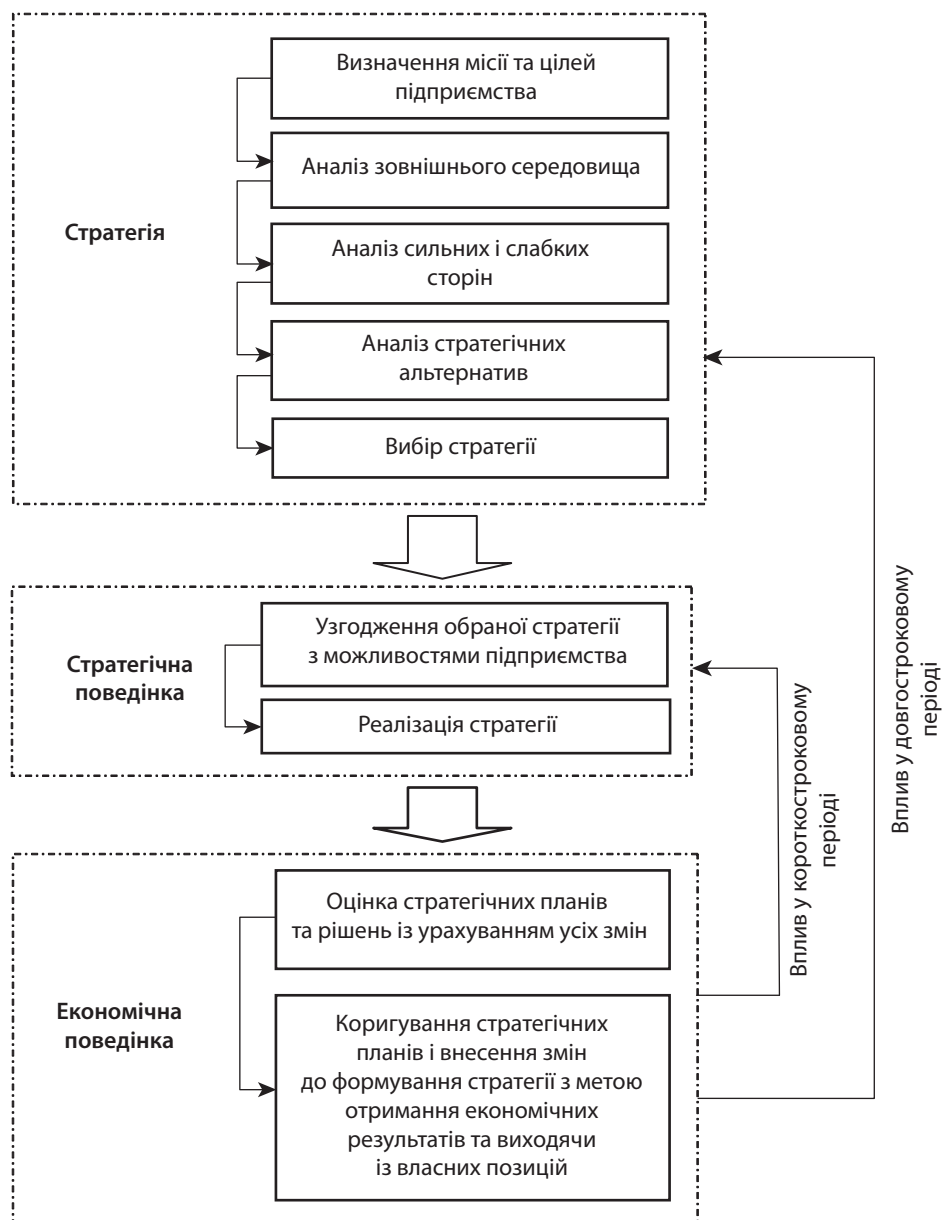 Визначення місії та цілей
підприємства
Аналіз зовнішнього середовища
Стратегія
Аналіз сильних і слабких
сторін
Аналіз стратегічних
альтернатив
Вибір стратегії
Стратегічна
поведінка
Узгодження обраної стратегії
з можливостями підприємства
Реалізація стратегії
Економічна
поведінка
Оцінка стратегічних планів
та рішень із урахуванням усіх змін
Коригування стратегічних
планів і внесення змін
до формування стратегії з метою
отримання економічних
результатів та виходячи
із власних позицій
Вплив у короткостроковому
періоді
Вплив у довгостроковому
періоді